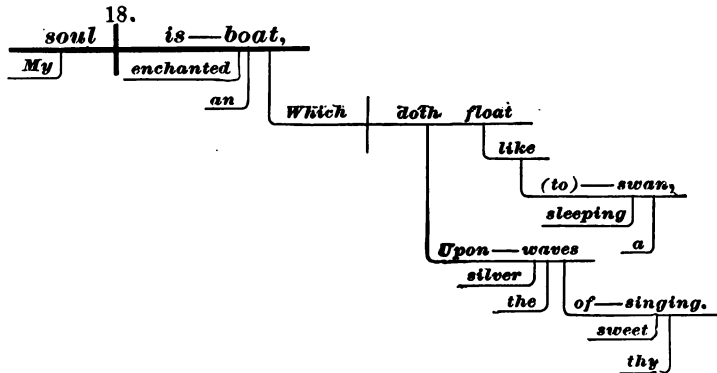 18.
soul is—boat,
My enchanted
an
Which doth float
like
(to)—swan,
sleeping
a
Upon—waves
silver
the of—singing.
sweet
thy